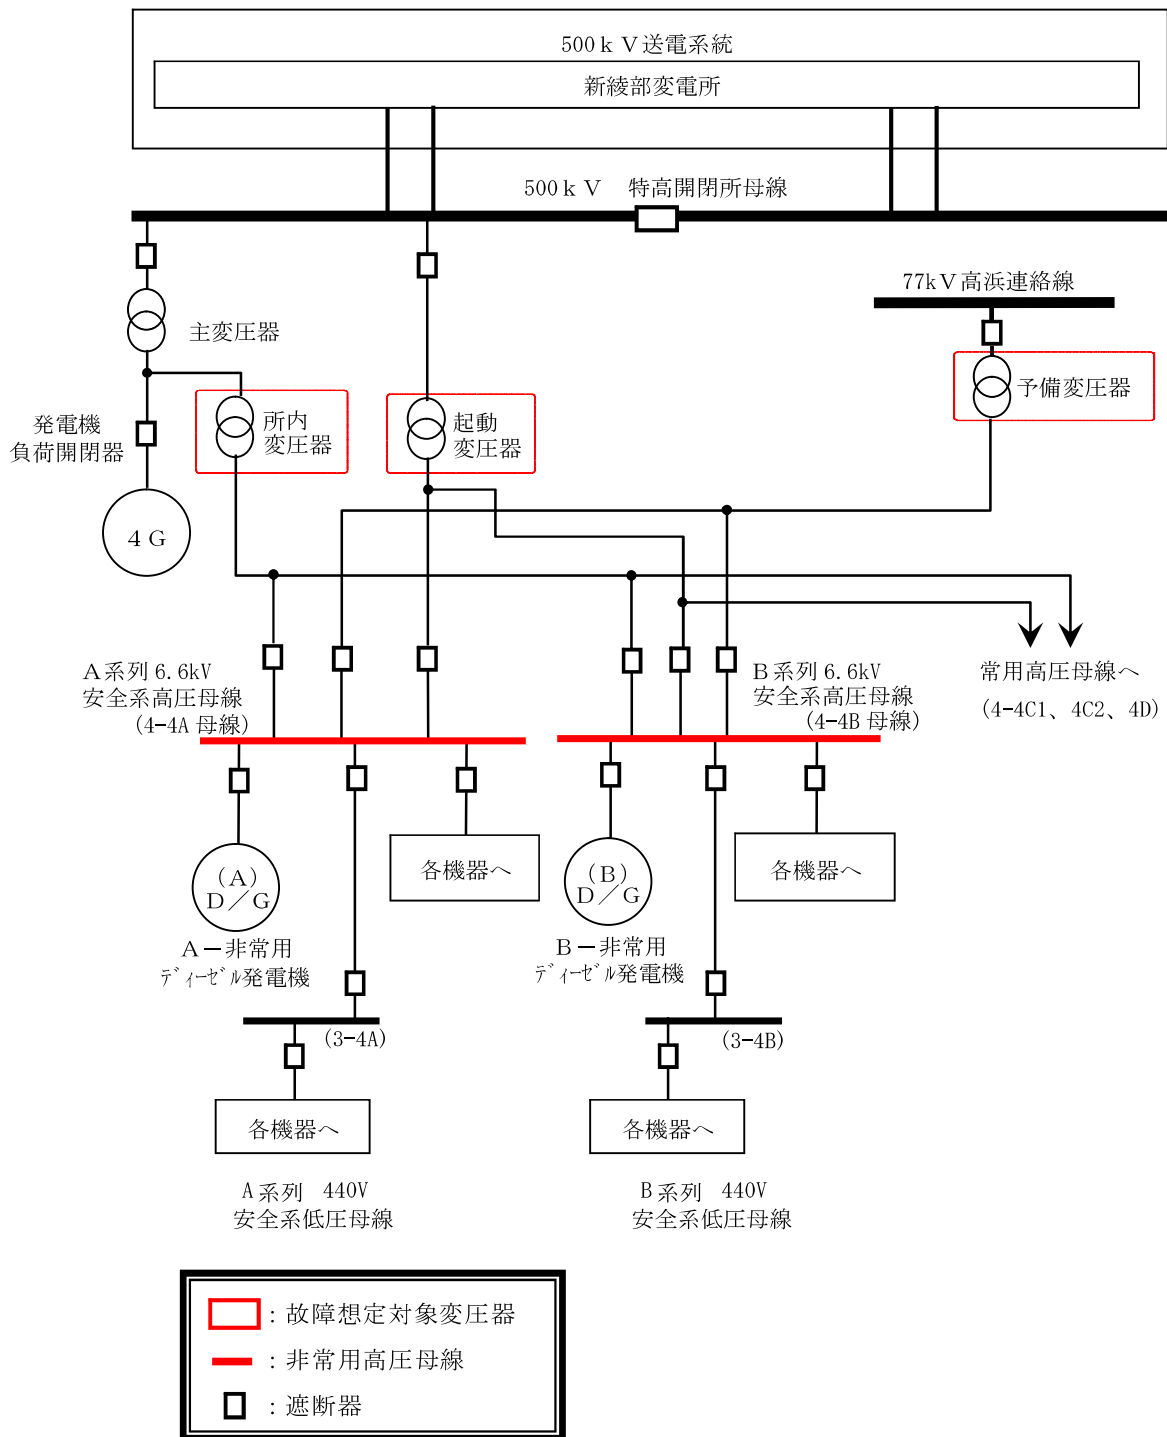 500ｋＶ送電系統
新綾部変電所
500ｋＶ　特高開閉所母線
77kＶ高浜連絡線
主変圧器
予備変圧器
発電機
負荷開閉器
所内
変圧器
起動
変圧器
４Ｇ
Ａ系列 6.6kV
安全系高圧母線
(4-4A 母線)
Ｂ系列 6.6kV
安全系高圧母線
(4-4B 母線)
常用高圧母線へ
(4-4C1、4C2、4D)
(Ａ)
Ｄ／Ｇ
各機器へ
(Ｂ)
Ｄ／Ｇ
各機器へ
Ａ－非常用
ﾃﾞｨｰｾﾞﾙ発電機
Ｂ－非常用
ﾃﾞｨｰｾﾞﾙ発電機
(3-4A)
(3-4B)
各機器へ
各機器へ
A 系列　440V
安全系低圧母線
B 系列　440V
安全系低圧母線
：故障想定対象変圧器
：非常用高圧母線
：遮断器